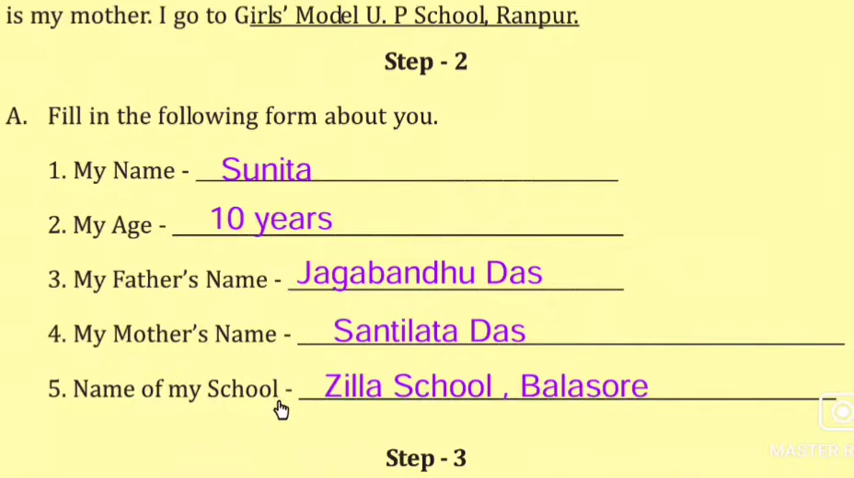 is my mother. I go to Girls' Model U. P School, Ranpur.
Step - 2
A. Fill in the following form about you.
1. My Name - Sunita
2. My Age - 10 years
3. My Father's Name - Jagabandhu Das
4. My Mother's Name - Santilata Das
5. Name of my School - Zilla School , Balasore
MASTER
Step - 3